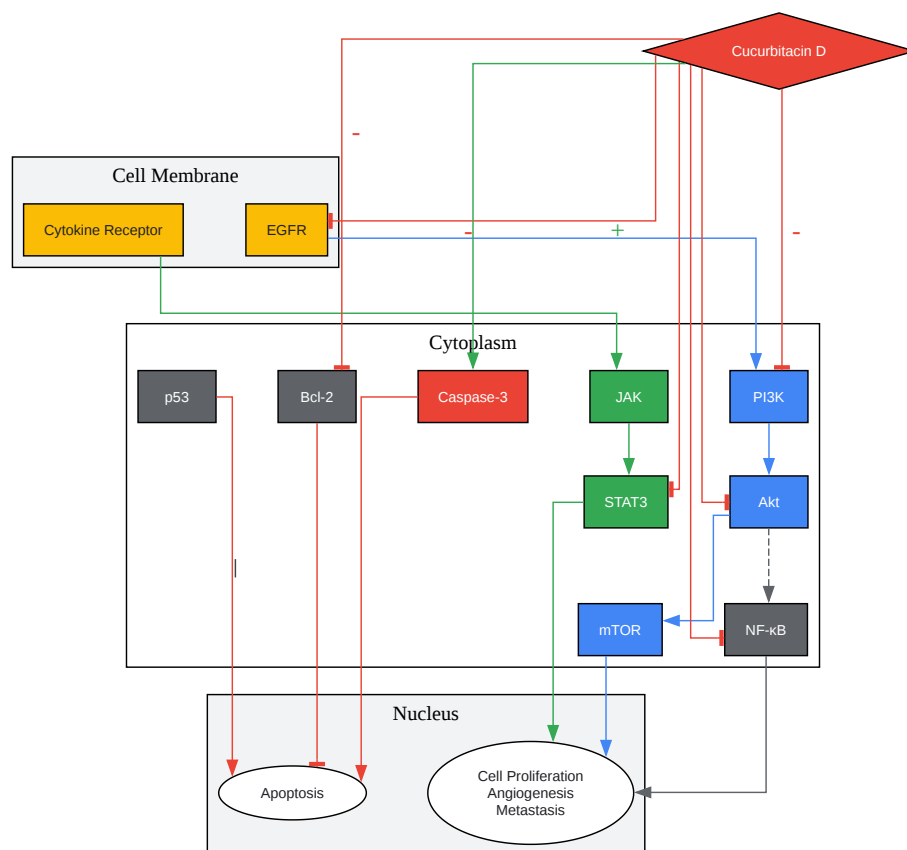 Cucurbitacin D
-
Cell Membrane
Cytokine Receptor
EGFR
-
+
-
Cytoplasm
p53
Bcl-2
Caspase-3
JAK
PI3K
STAT3
Akt
|
mTOR
NF-κB
Nucleus
Apoptosis
Cell Proliferation
Angiogenesis
Metastasis